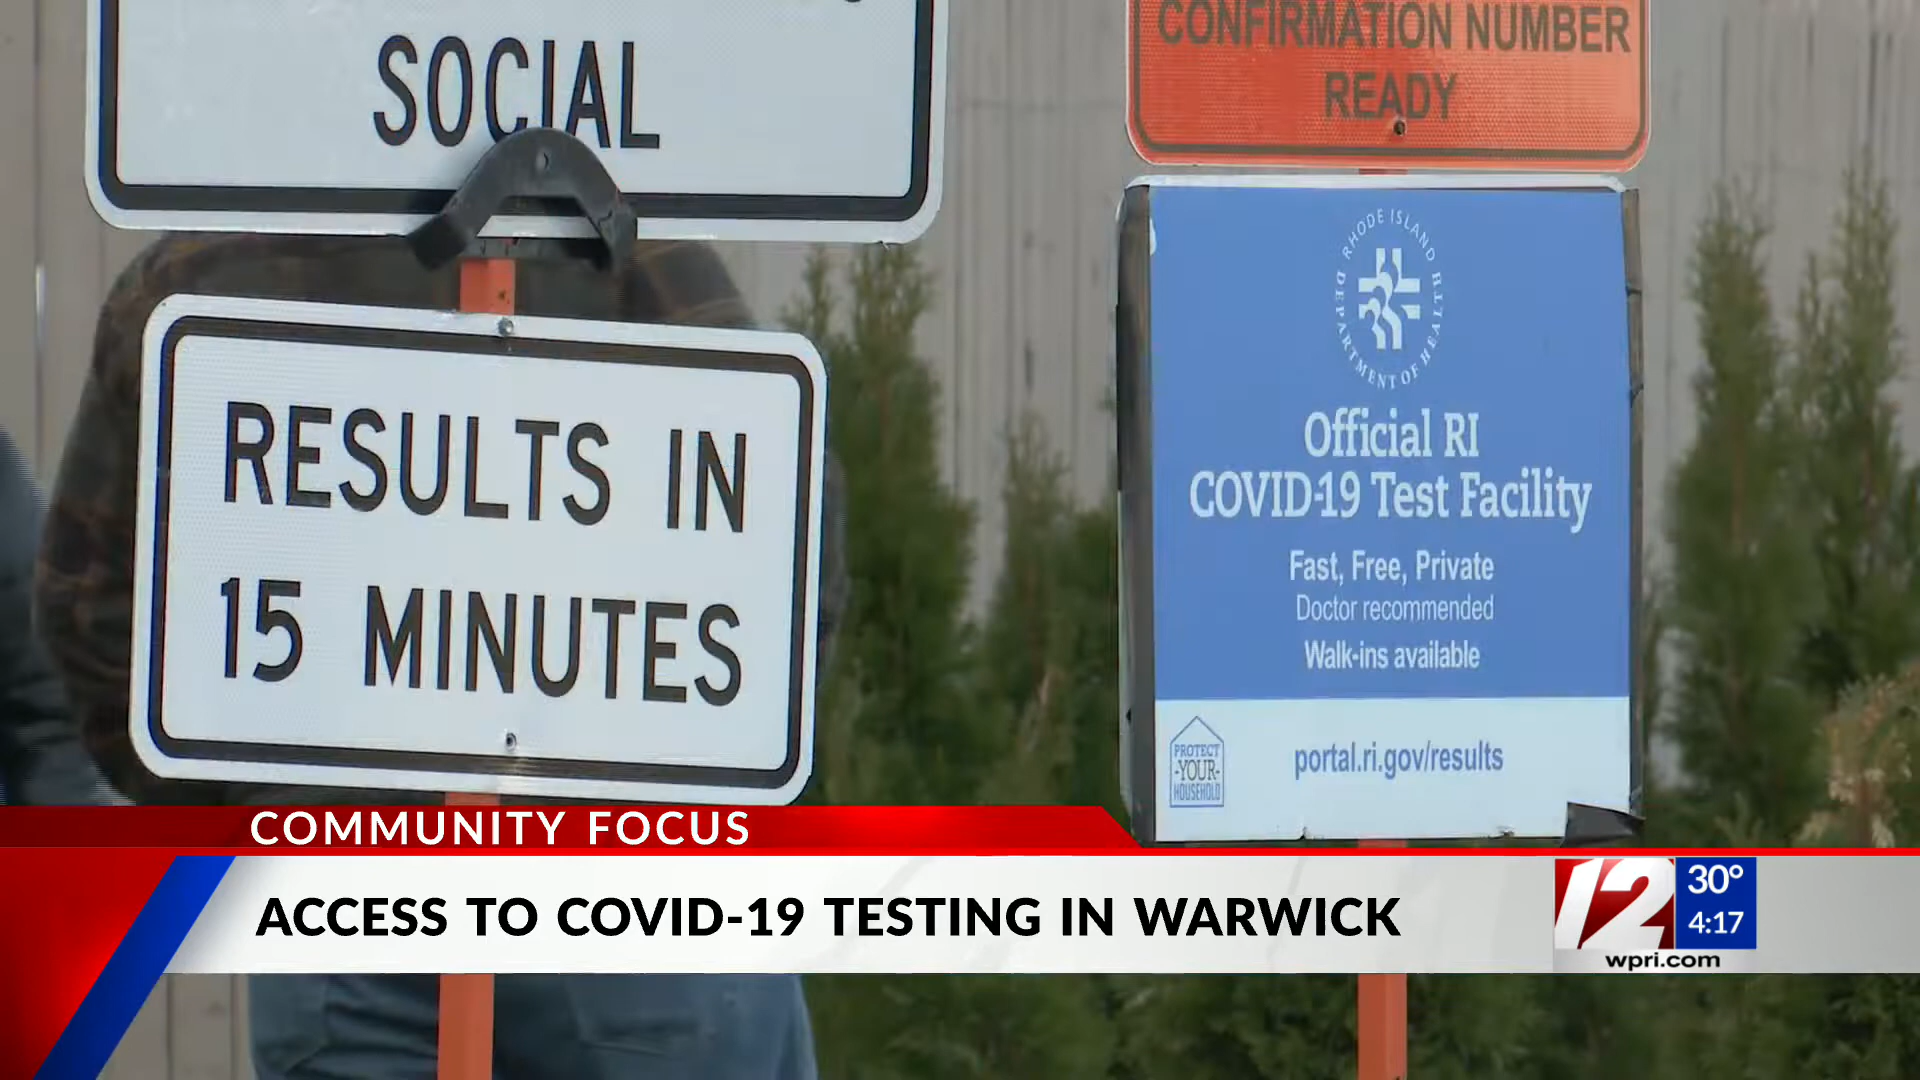 SOCIAL
RESULTS IN
15 MINUTES
CONFIRMATION NUMBER
READY
RHODE ISLAND
DEPARTMENT OF HEALTH
Official RI
COVID-19 Test Facility
Fast, Free, Private
Doctor recommended
Walk-ins available
PROTECT
-YOUR-
HOUSEHOLD
portal.ri.gov/results
COMMUNITY FOCUS
ACCESS TO COVID-19 TESTING IN WARWICK
12
30°
4:17
wpri.com